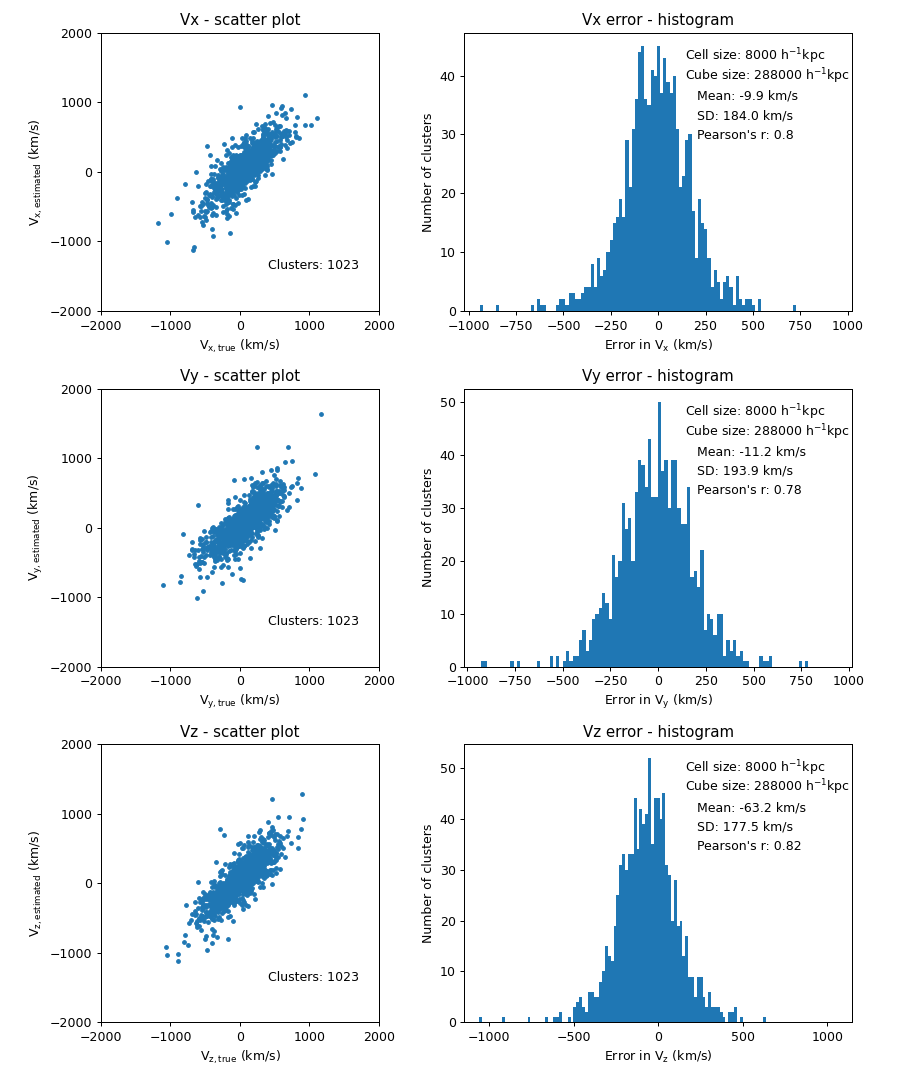 Vx - scatter plot
2000
1000
0
−1000
−2000
−2000 −1000 0 1000 2000
V_x, true (km/s)
V_x, estimated (km/s)
Clusters: 1023
Vx error - histogram
Cell size: 8000 h⁻¹kpc
Cube size: 288000 h⁻¹kpc
Mean: -9.9 km/s
SD: 184.0 km/s
Pearson's r: 0.8
40
30
20
10
0
−1000 −750 −500 −250 0 250 500 750 1000
Error in V_x (km/s)
Number of clusters
Vy - scatter plot
2000
1000
0
−1000
−2000
−2000 −1000 0 1000 2000
V_y, true (km/s)
V_y, estimated (km/s)
Clusters: 1023
Vy error - histogram
Cell size: 8000 h⁻¹kpc
Cube size: 288000 h⁻¹kpc
Mean: -11.2 km/s
SD: 193.9 km/s
Pearson's r: 0.78
50
40
30
20
10
0
−1000 −750 −500 −250 0 250 500 750 1000
Error in V_y (km/s)
Number of clusters
Vz - scatter plot
2000
1000
0
−1000
−2000
−2000 −1000 0 1000 2000
V_z, true (km/s)
V_z, estimated (km/s)
Clusters: 1023
Vz error - histogram
Cell size: 8000 h⁻¹kpc
Cube size: 288000 h⁻¹kpc
Mean: -63.2 km/s
SD: 177.5 km/s
Pearson's r: 0.82
50
40
30
20
10
0
−1000 −500 0 500 1000
Error in V_z (km/s)
Number of clusters